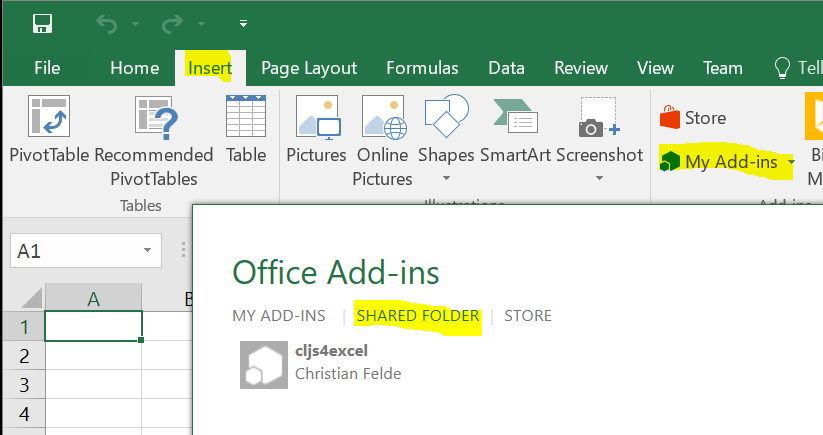 File Home Insert Page Layout Formulas Data Review View Team Tell
Store
PivotTable Recommended Table Pictures Online Shapes SmartArt Screenshot My Add-ins
PivotTables Pictures
Tables Illustrations Add-ins
A1
Office Add-ins
A
MY ADD-INS | SHARED FOLDER | STORE
1
cljs4excel
2
Christian Felde
3
4